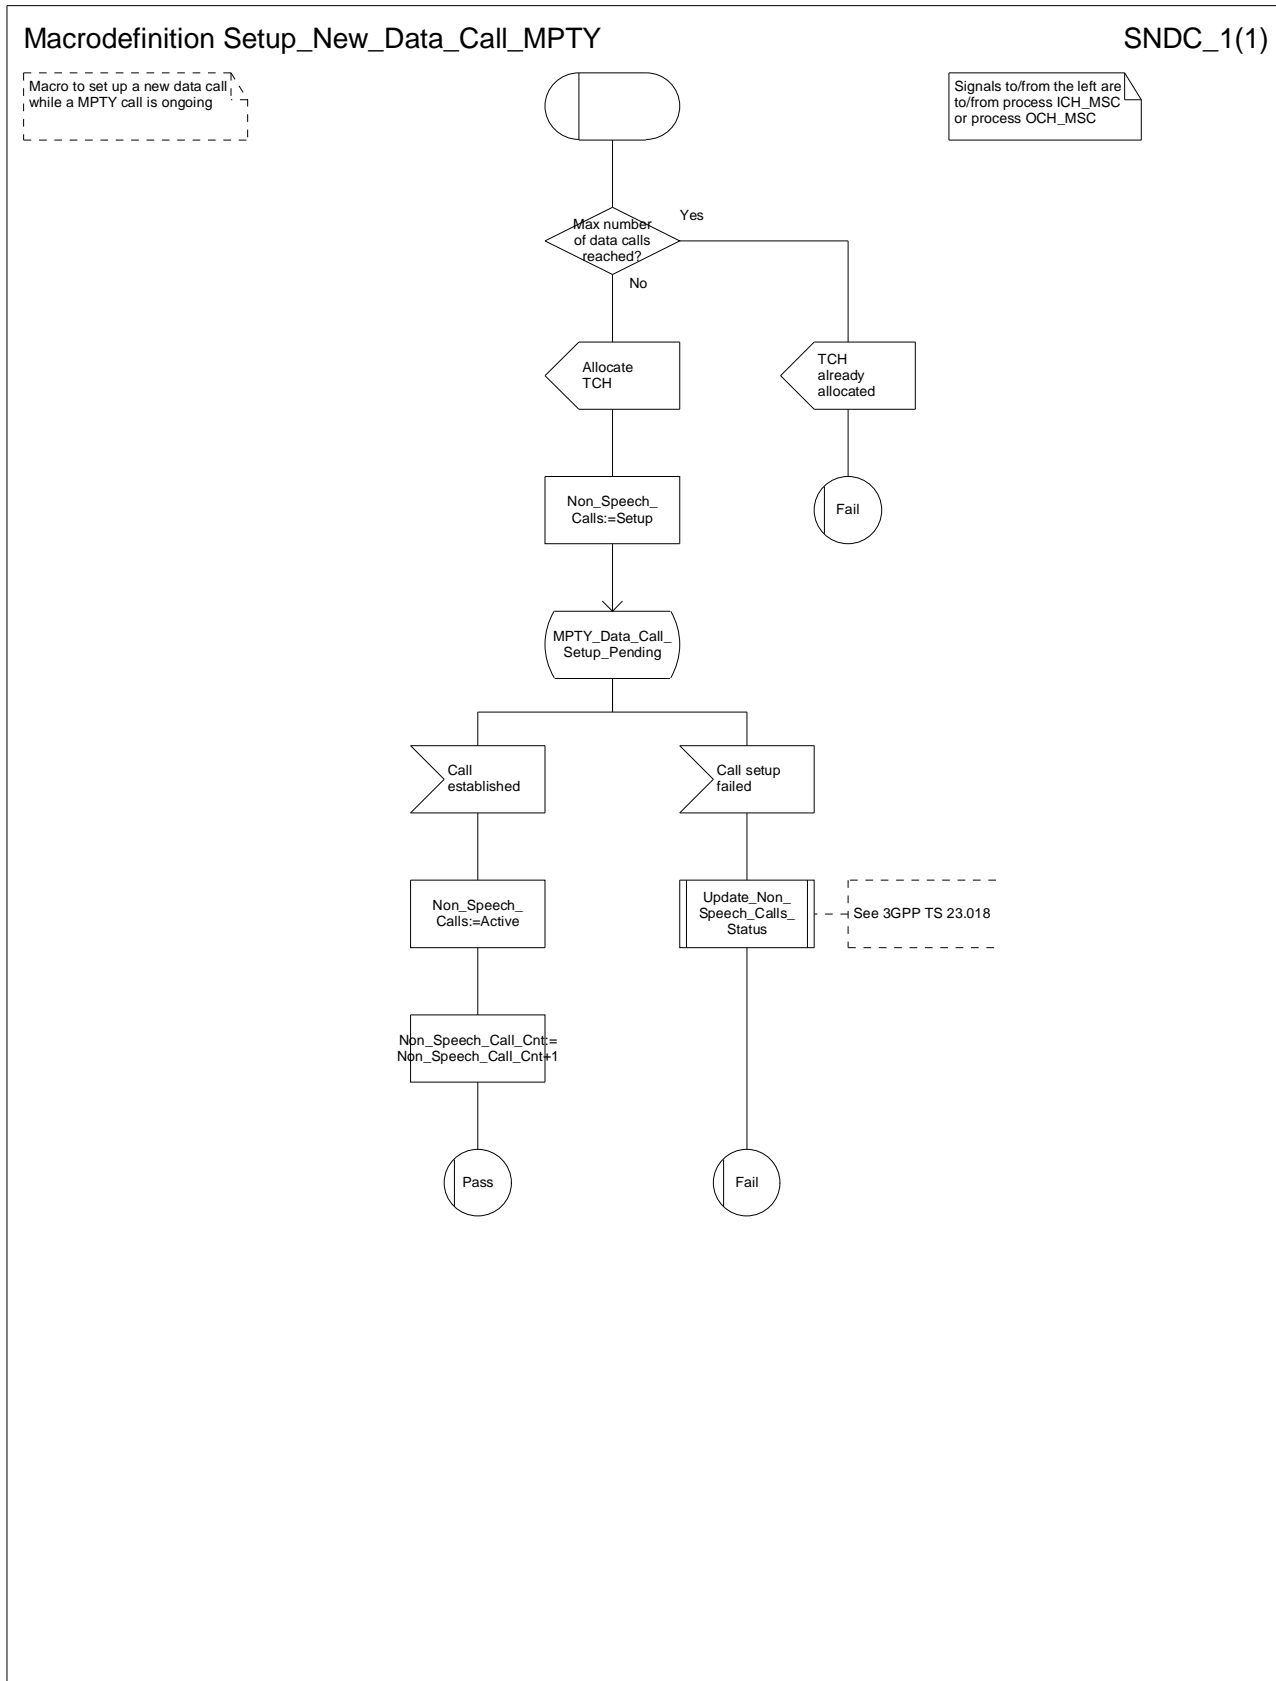 Macrodefinition Setup_New_Data_Call_MPTY
SNDC_1(1)
Macro to set up a new data call
while a MPTY call is ongoing
Signals to/from the left are
to/from process ICH_MSC
or process OCH_MSC
Max number
of data calls
reached?
Yes
No
Allocate
TCH
TCH
already
allocated
Non_Speech_
Calls:=Setup
Fail
MPTY_Data_Call_
Setup_Pending
Call
established
Call setup
failed
Non_Speech_
Calls:=Active
Update_Non_
Speech_Calls_
Status
See 3GPP TS 23.018
Non_Speech_Call_Cnt:=
Non_Speech_Call_Cnt+1
Pass
Fail